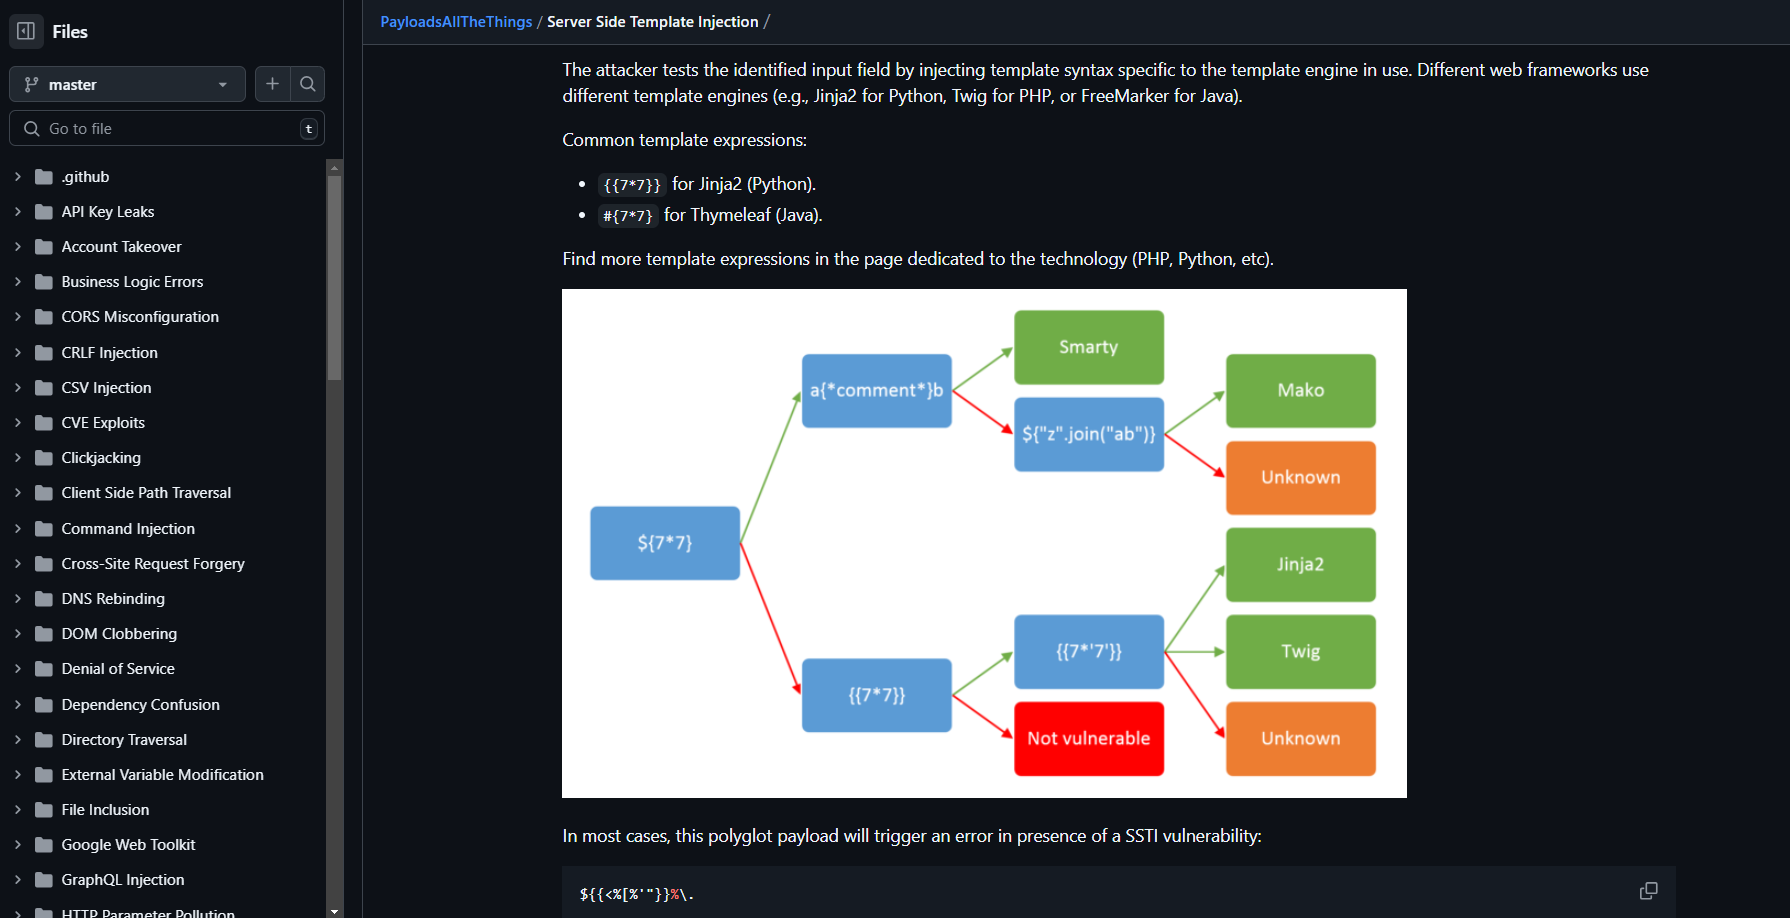 Files
master
Go to file
t
.github
API Key Leaks
Account Takeover
Business Logic Errors
CORS Misconfiguration
CRLF Injection
CSV Injection
CVE Exploits
Clickjacking
Client Side Path Traversal
Command Injection
Cross-Site Request Forgery
DNS Rebinding
DOM Clobbering
Denial of Service
Dependency Confusion
Directory Traversal
External Variable Modification
File Inclusion
Google Web Toolkit
GraphQL Injection
HTTP Parameter Pollution
PayloadsAllTheThings / Server Side Template Injection /
The attacker tests the identified input field by injecting template syntax specific to the template engine in use. Different web frameworks use
different template engines (e.g., Jinja2 for Python, Twig for PHP, or FreeMarker for Java).
Common template expressions:
• {{7*7}} for Jinja2 (Python).
• #{7*7} for Thymeleaf (Java).
Find more template expressions in the page dedicated to the technology (PHP, Python, etc).
${7*7}
a{*comment*}b
Smarty
${"z".join("ab")}
Mako
Unknown
{{7*7}}
{{7*'7'}}
Not vulnerable
Jinja2
Twig
Unknown
In most cases, this polyglot payload will trigger an error in presence of a SSTI vulnerability:
${{<%[%'"}}%\.